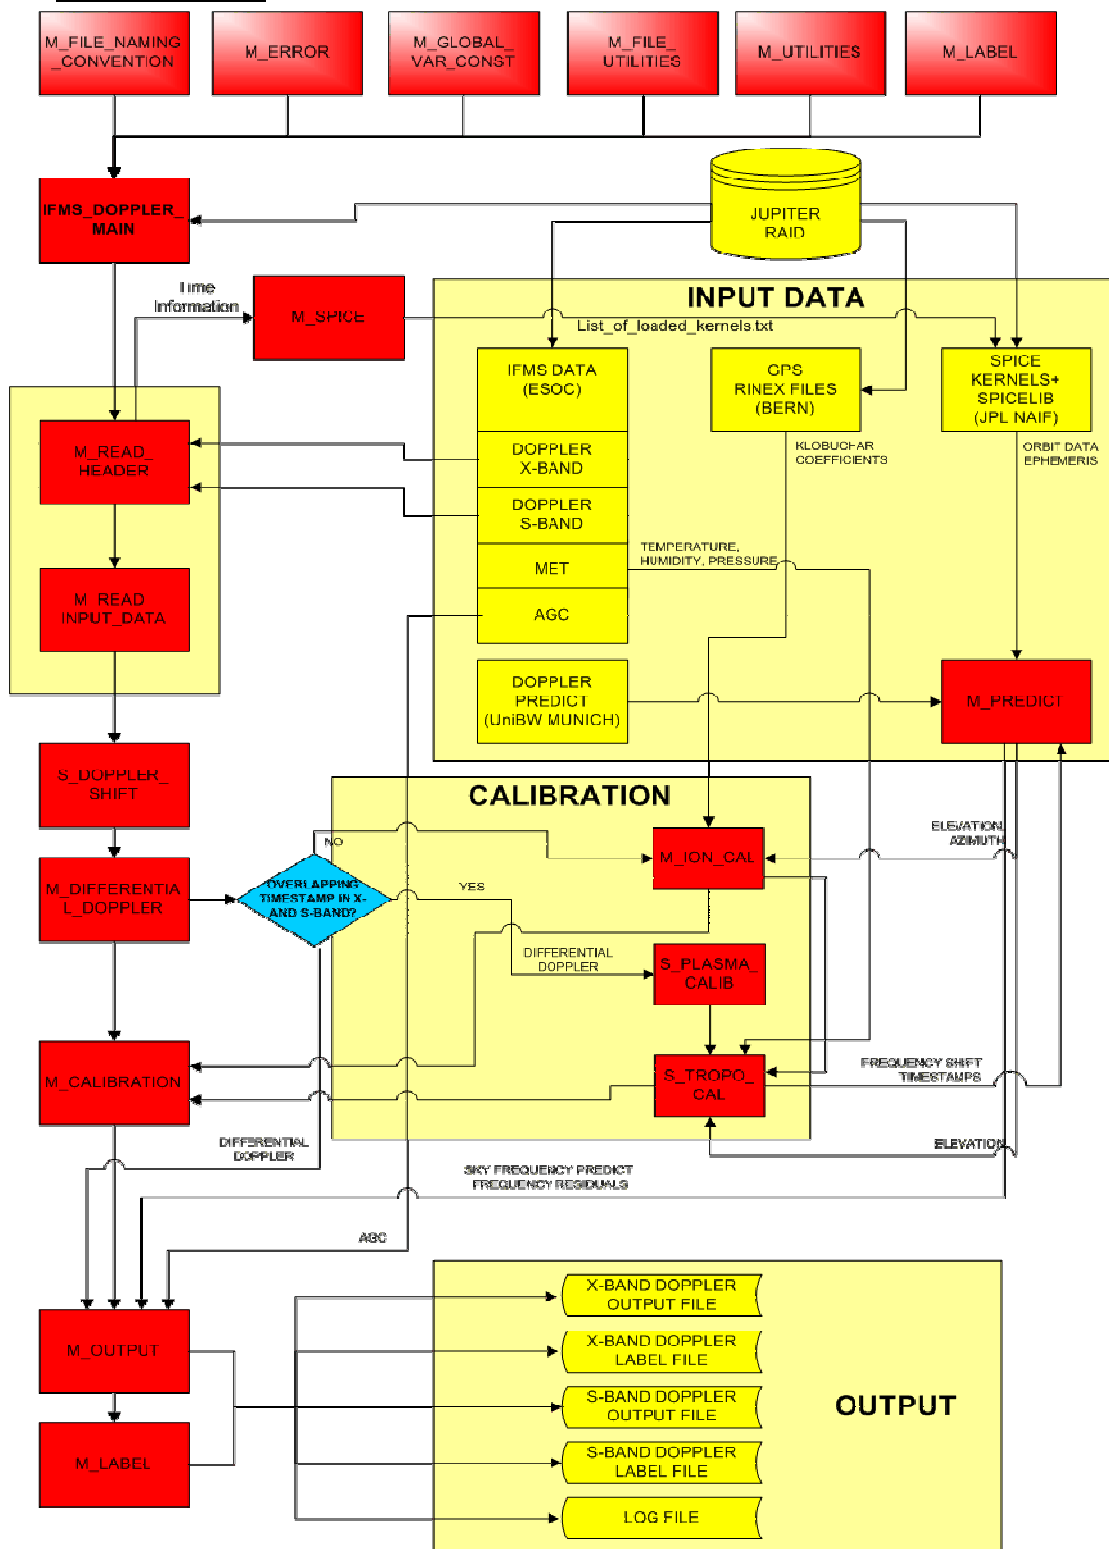 M_FILE_NAMING
_CONVENTION
M_ERROR
M_GLOBAL_
VAR_CONST
M_FILE_
UTILITIES
M_UTILITIES
M_LABEL
IFMS_DOPPLER_
MAIN
JUPITER
RAID
Time
Information
M_SPICE
INPUT DATA
List_of_loaded_kernels.txt
IFMS DATA
(ESOC)
GPS
RINEX FILES
(BERN)
SPICE
KERNELS+
SPICELIB
(JPL NAIF)
M_READ_
HEADER
DOPPLER
X-BAND
KLOBUCHAR
COEFFICIENTS
ORBIT DATA
EPHEMERIS
DOPPLER
S-BAND
TEMPERATURE,
HUMIDITY, PRESSURE
MET
M_READ_
INPUT_DATA
AGC
DOPPLER
PREDICT
(UniBW MUNICH)
M_PREDICT
S_DOPPLER_
SHIFT
CALIBRATION
NO
M_ION_CAL
ELEVATION,
AZIMUTH
M_DIFFERENTIA
L_DOPPLER
OVERLAPPING
TIMESTAMP IN X-
AND S-BAND?
YES
DIFFERENTIAL
DOPPLER
S_PLASMA_
CALIB
M_CALIBRATION
S_TROPO_
CAL
FREQUENCY SHIFT
TIMESTAMPS
DIFFERENTIAL
DOPPLER
ELEVATION
SKY FREQUENCY PREDICT
FREQUENCY RESIDUALS
AGC
M_OUTPUT
X-BAND DOPPLER
OUTPUT FILE
X-BAND DOPPLER
LABEL FILE
S-BAND DOPPLER
OUTPUT FILE
OUTPUT
M_LABEL
S-BAND DOPPLER
LABEL FILE
LOG FILE